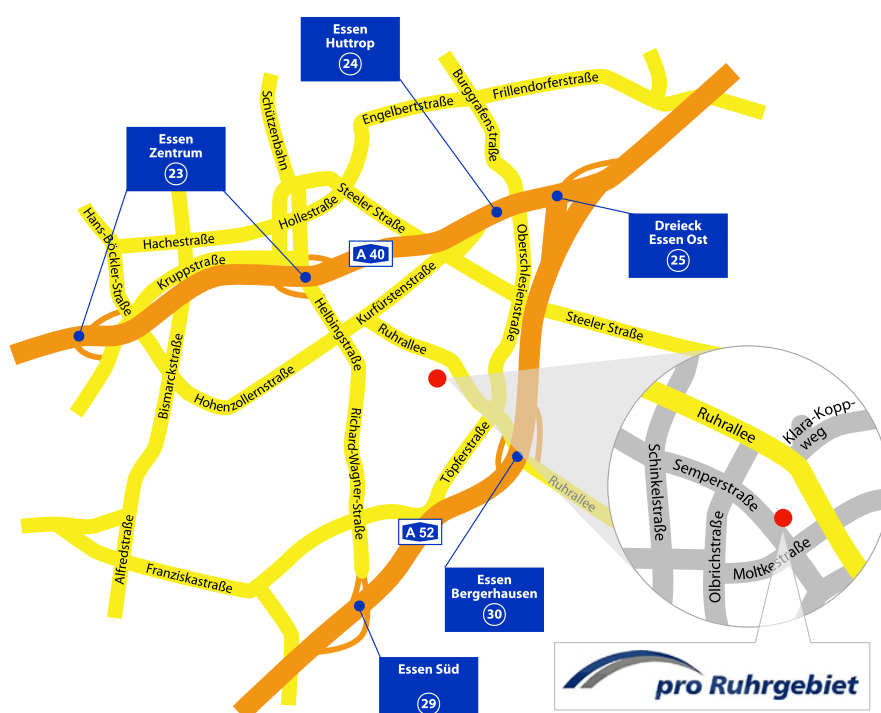 Essen
Huttrop
24
Essen
Zentrum
23
Schützenbahn
Engelbertstraße
Burggrafenstraße
Frillendorferstraße
Steeler Straße
Hollestraße
Hachestraße
Hans-Böckler-Straße
Kruppstraße
A 40
Dreieck
Essen Ost
25
Oberschlesienstraße
Kurfürstenstraße
Helbingstraße
Ruhrallee
Steeler Straße
Bismarckstraße
Hohenzollernstraße
Richard-Wagner-Straße
Töpferstraße
Ruhrallee
A 52
Alfredstraße
Franziskastraße
Essen
Bergerhausen
30
Essen Süd
29
Ruhrallee
Klara-Kopp-
weg
Schinkelstraße
Semperstraße
Olbrichstraße
Moltkestraße
pro Ruhrgebiet